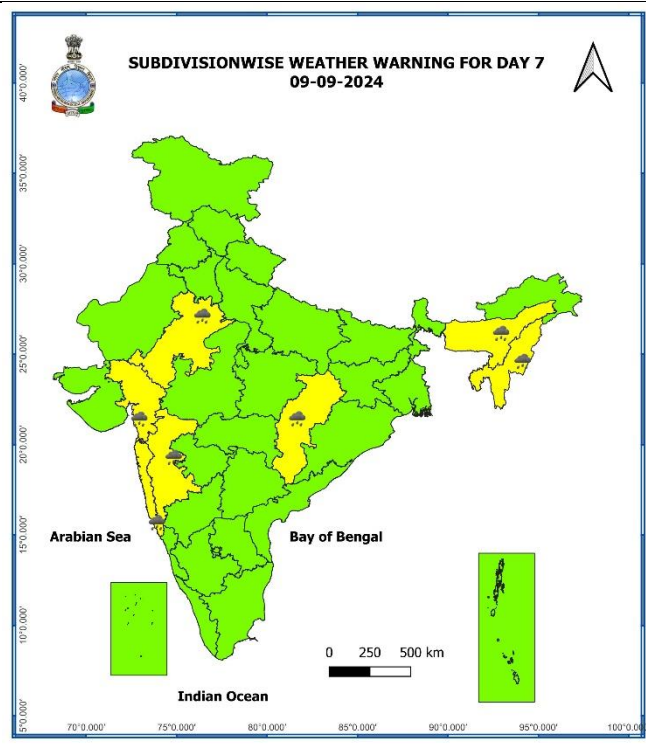 SUBDIVISIONWISE WEATHER WARNING FOR DAY 7
09-09-2024
40°0.000'
35°0.000'
30°0.000'
25°0.000'
20°0.000'
15°0.000'
10°0.000'
5°0.000'
Arabian Sea
Bay of Bengal
0 250 500 km
Indian Ocean
70°0.000' 75°0.000' 80°0.000' 85°0.000' 90°0.000' 95°0.000' 100°0.00